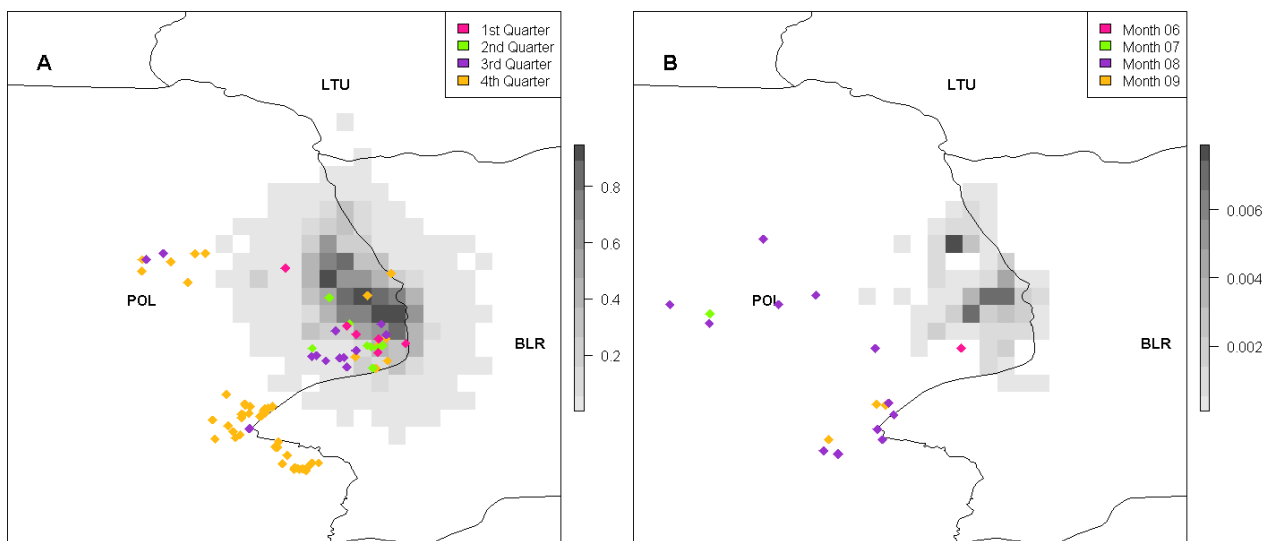 A
LTU
POL
BLR
1st Quarter
2nd Quarter
3rd Quarter
4th Quarter
0.8
0.6
0.4
0.2
B
LTU
POL
BLR
Month 06
Month 07
Month 08
Month 09
0.006
0.004
0.002